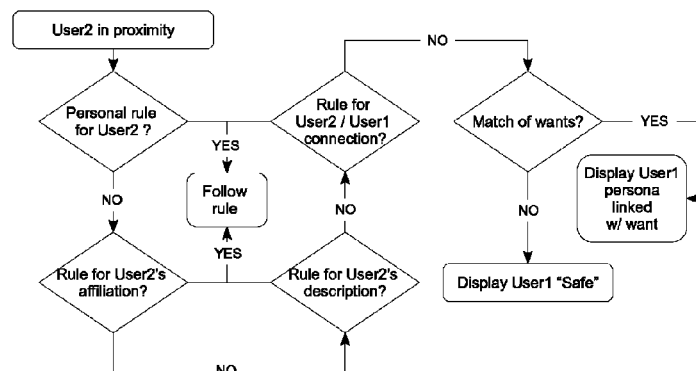 User2 in proximity
NO
Personal rule
for User2 ?
Rule for
User2 / User1
connection?
Match of wants?
YES
YES
Follow
rule
Display User1
persona
linked
w/ want
NO
NO
NO
YES
Rule for User2's
affiliation?
Rule for User2's
description?
Display User1 “Safe”
NO